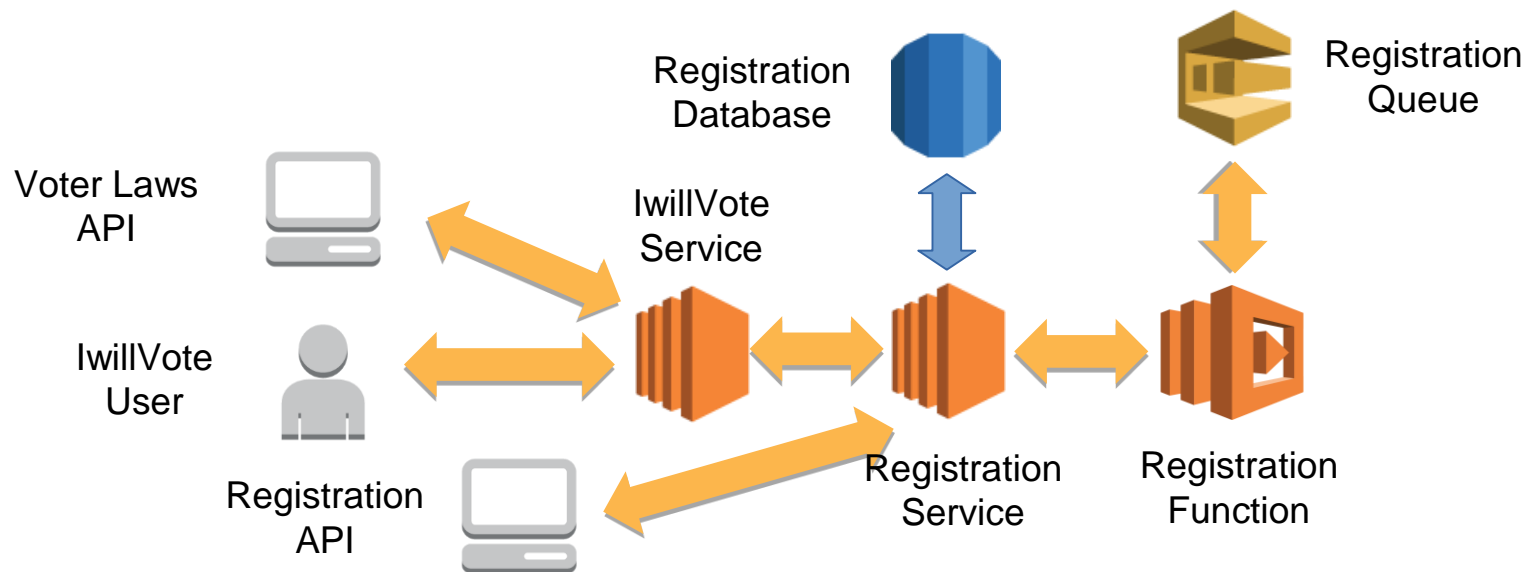 Registration
Database
Registration
Queue
Voter Laws
API
IwillVote
Service
IwillVote
User
Registration
API
Registration
Service
Registration
Function